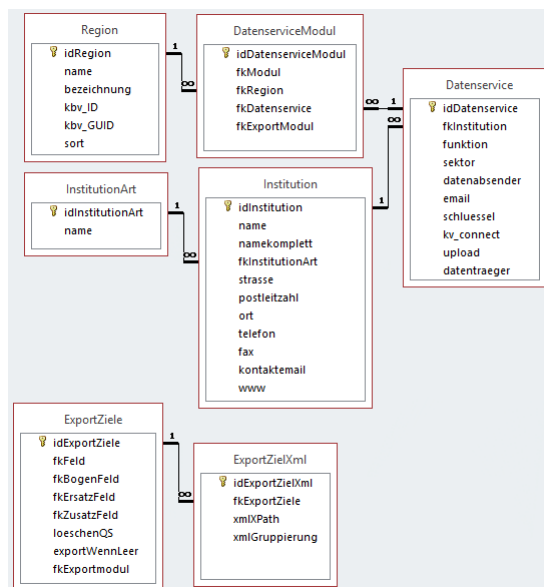 Region
idRegion
name
bezeichnung
kbv_ID
kbv_GUID
sort
1
∞
DatenserviceModul
idDatenserviceModul
fkModul
fkRegion
fkDatenservice
fkExportModul
∞
1
∞
Datenservice
idDatenservice
fkInstitution
funktion
sektor
datenabsender
email
schluessel
kv_connect
upload
datentraeger
InstitutionArt
idInstitutionArt
name
1
∞
Institution
idInstitution
name
namekomplett
fkInstitutionArt
strasse
postleitzahl
ort
telefon
fax
kontaktemail
www
1
ExportZiele
idExportZiele
fkFeld
fkBogenFeld
fkErsatzFeld
fkZusatzFeld
loeschenQS
exportWennLeer
fkExportmodul
1
∞
ExportZielXml
idExportZielXml
fkExportZiele
xmlXPath
xmlGruppierung